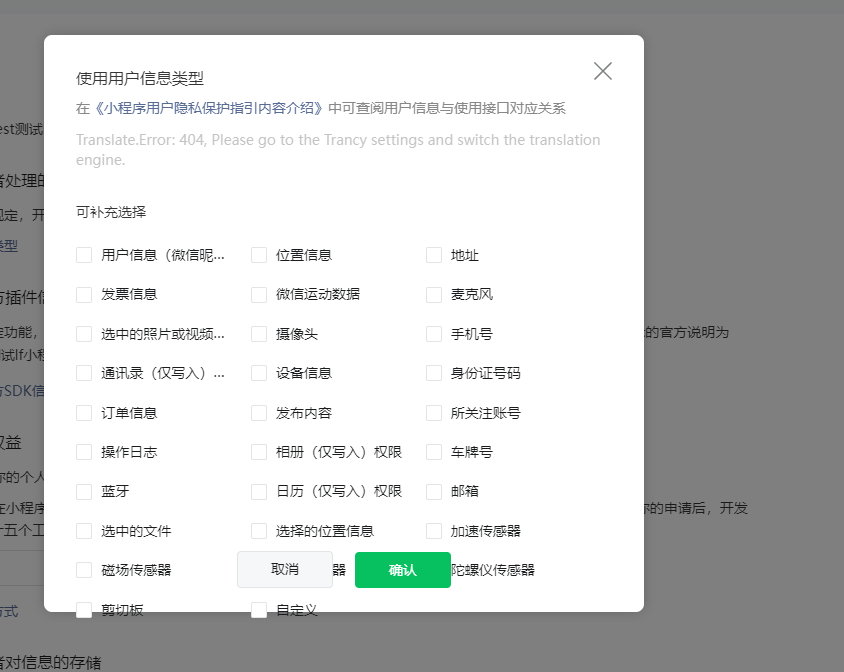 使用用户信息类型
在《小程序用户隐私保护指引内容介绍》中可查阅用户信息与使用接口对应关系
Translate.Error: 404, Please go to the Trancy settings and switch the translation
engine.
est测试
者处理的
可补充选择
规定，开
类型
用户信息（微信昵... 位置信息 地址
方插件信
发票信息 微信运动数据 麦克风
选中的照片或视频... 摄像头 手机号
功能， 的官方说明为
试lf小程
通讯录（仅写入）... 设备信息 身份证号码
方SDK信
订单信息 发布内容 所关注账号
权益
操作日志 相册（仅写入）权限 车牌号
你的个人
蓝牙 日历（仅写入）权限 邮箱
在小程序 你的申请后，开发
十五个工
选中的文件 选择的位置信息 加速传感器
磁场传感器 取消 器 确认 陀螺仪传感器
方式
剪切板 自定义
者对信息的存储